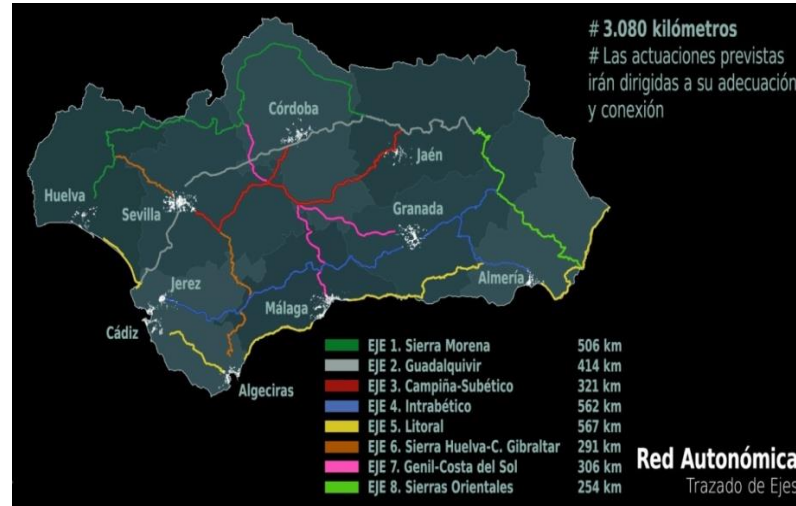 # 3.080 kilómetros
# Las actuaciones previstas
irán dirigidas a su adecuación
y conexión
Córdoba
Jaén
Huelva
Sevilla
Granada
Jerez
Almería
Málaga
Cádiz
Algeciras
EJE 1. Sierra Morena 506 km
EJE 2. Guadalquivir 414 km
EJE 3. Campiña-Subético 321 km
EJE 4. Intrabético 562 km
EJE 5. Litoral 567 km
EJE 6. Sierra Huelva-C. Gibraltar 291 km
EJE 7. Genil-Costa del Sol 306 km
EJE 8. Sierras Orientales 254 km
Red Autonómica
Trazado de Ejes